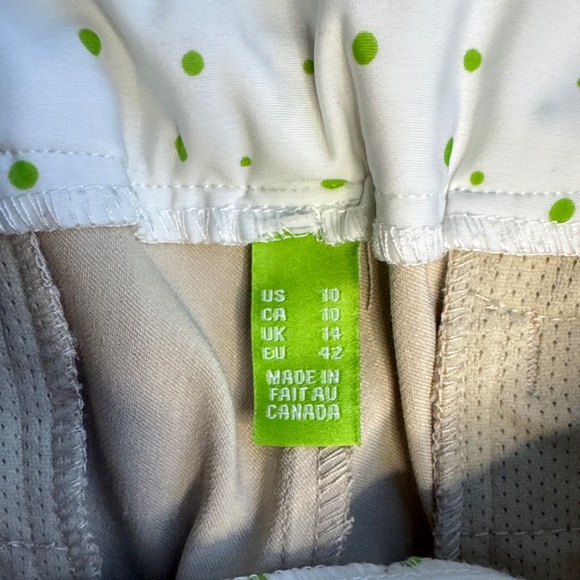 US 10
CA 10
UK 14
EU 42
MADE IN
FAIT AU
CANADA